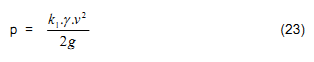 p = k₁.γ.v² / 2g (23)